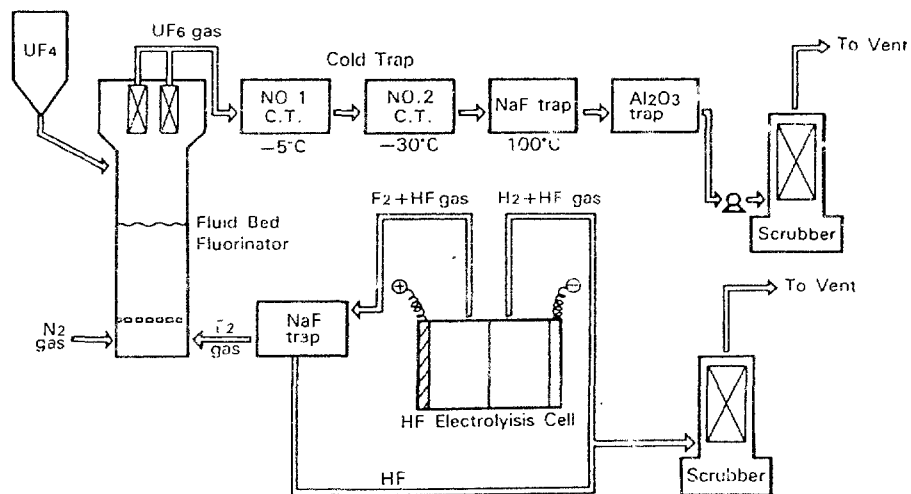 UF4
UF6 gas
Cold Trap
NO 1
C.T.
−5°C
NO.2
C.T.
−30°C
NaF trap
100°C
Al2O3
trap
To Vent
Scrubber
Fluid Bed
Fluorinator
N2
gas
F2
gas
NaF
trap
F2+HF gas
H2+HF gas
⊕
⊖
HF Electrolyisis Cell
HF
To Vent
Scrubber